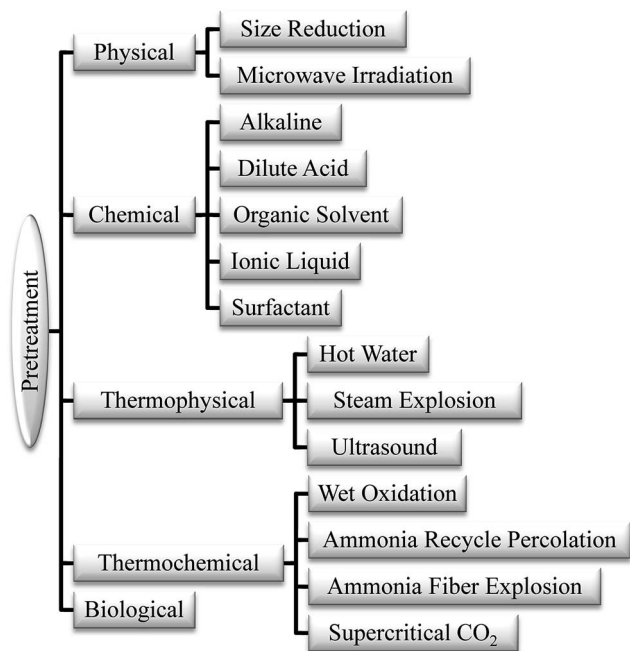 Pretreatment
Physical
Size Reduction
Microwave Irradiation
Chemical
Alkaline
Dilute Acid
Organic Solvent
Ionic Liquid
Surfactant
Thermophysical
Hot Water
Steam Explosion
Ultrasound
Thermochemical
Wet Oxidation
Ammonia Recycle Percolation
Ammonia Fiber Explosion
Supercritical CO₂
Biological